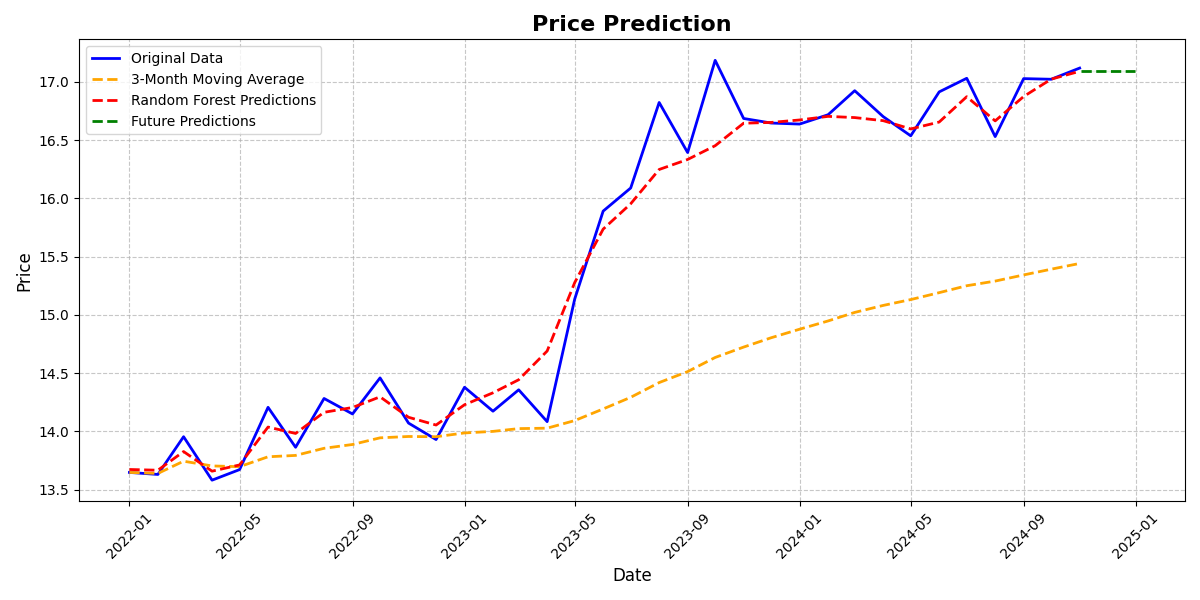 Price Prediction
Original Data
3-Month Moving Average
Random Forest Predictions
Future Predictions
Price
17.0
16.5
16.0
15.5
15.0
14.5
14.0
13.5
2022-01
2022-05
2022-09
2023-01
2023-05
2023-09
2024-01
2024-05
2024-09
2025-01
Date